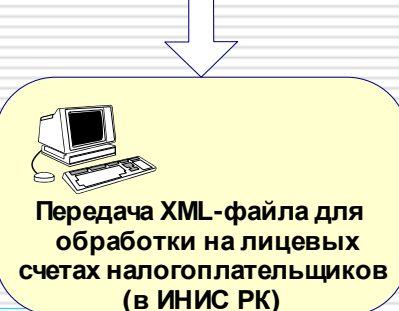 Передача XML-файла для
обработки на лицевых
счетах налогоплательщиков
(в ИНИС РК)